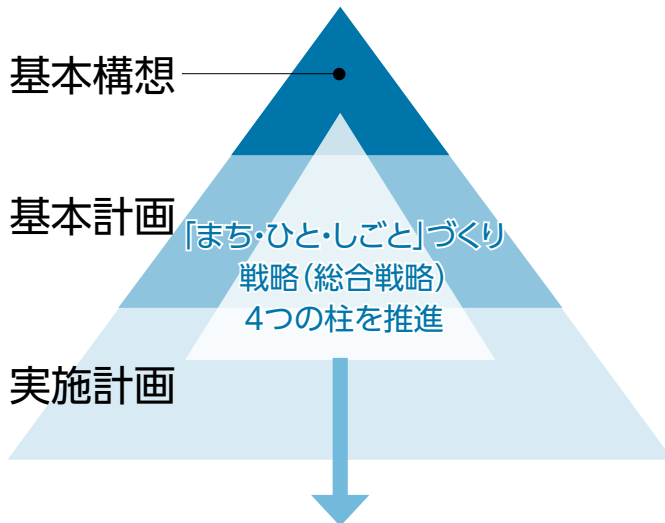 基本構想
基本計画
「まち・ひと・しごと」づくり
戦略(総合戦略)
4つの柱を推進
実施計画